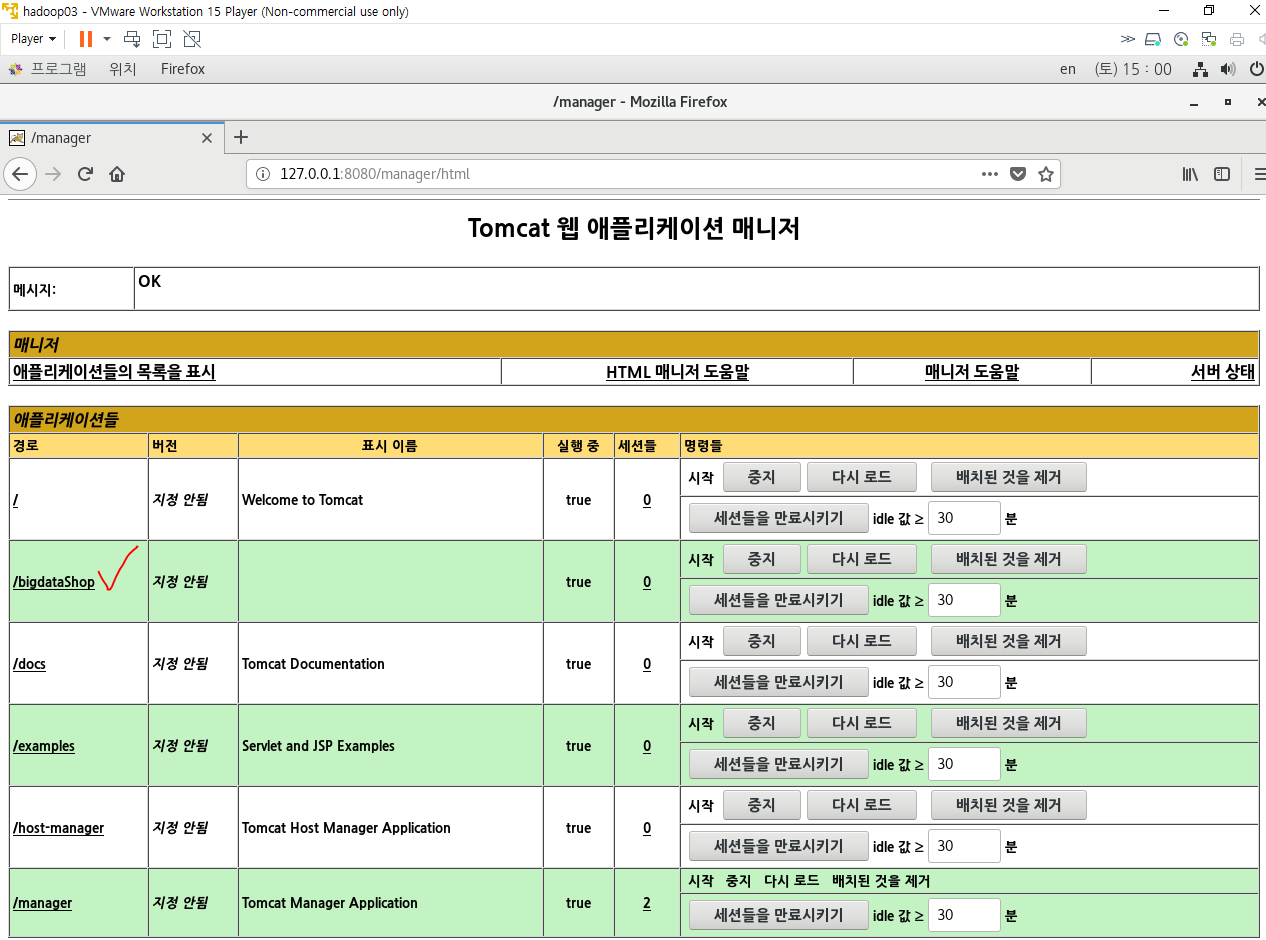 hadoop03 - VMware Workstation 15 Player (Non-commercial use only)
Player
프로그램 위치 Firefox en (토) 15 : 00
/manager - Mozilla Firefox
/manager
127.0.0.1:8080/manager/html
Tomcat 웹 애플리케이션 매니저
메시지: OK
매니저
애플리케이션들의 목록을 표시 HTML 매니저 도움말 매니저 도움말 서버 상태
애플리케이션들
경로 버전 표시 이름 실행 중 세션들 명령들
/ 지정 안됨 Welcome to Tomcat true 0 시작 중지 다시 로드 배치된 것을 제거
세션들을 만료시키기 idle 값 ≥ 30 분
/bigdataShop 지정 안됨 true 0 시작 중지 다시 로드 배치된 것을 제거
세션들을 만료시키기 idle 값 ≥ 30 분
/docs 지정 안됨 Tomcat Documentation true 0 시작 중지 다시 로드 배치된 것을 제거
세션들을 만료시키기 idle 값 ≥ 30 분
/examples 지정 안됨 Servlet and JSP Examples true 0 시작 중지 다시 로드 배치된 것을 제거
세션들을 만료시키기 idle 값 ≥ 30 분
/host-manager 지정 안됨 Tomcat Host Manager Application true 0 시작 중지 다시 로드 배치된 것을 제거
세션들을 만료시키기 idle 값 ≥ 30 분
/manager 지정 안됨 Tomcat Manager Application true 2 시작 중지 다시 로드 배치된 것을 제거
세션들을 만료시키기 idle 값 ≥ 30 분